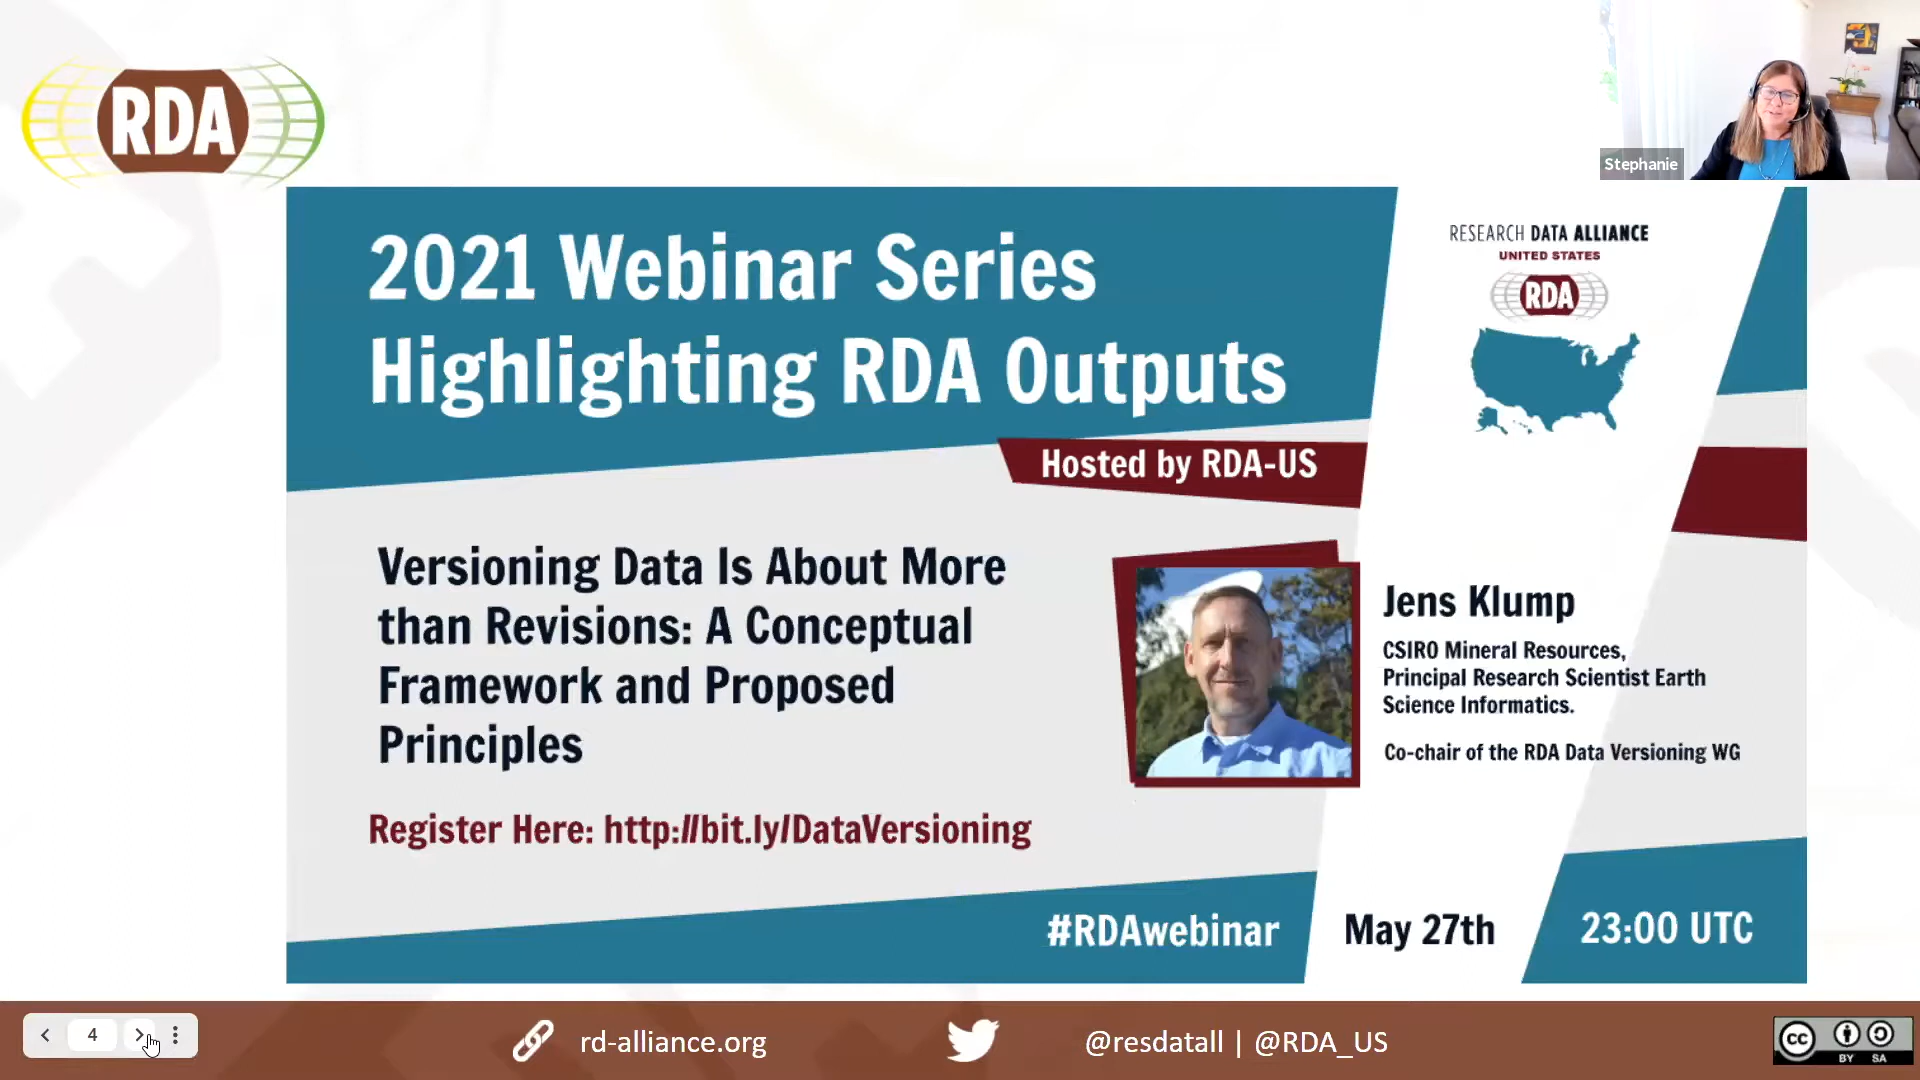 RDA
Stephanie
2021 Webinar Series
Highlighting RDA Outputs
RESEARCH DATA ALLIANCE
UNITED STATES
RDA
Hosted by RDA-US
Versioning Data Is About More
than Revisions: A Conceptual
Framework and Proposed
Principles
Jens Klump
CSIRO Mineral Resources,
Principal Research Scientist Earth
Science Informatics.
Co-chair of the RDA Data Versioning WG
Register Here: http://bit.ly/DataVersioning
#RDAwebinar
May 27th
23:00 UTC
4
rd-alliance.org
@resdatall | @RDA_US
cc
BY SA